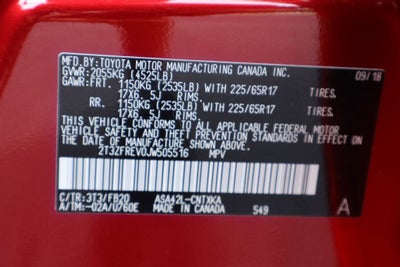 MFD.BY:TOYOTA MOTOR MANUFACTURING CANADA INC.
GVWR:2055KG (4525LB) 09/18
GAWR:FRT. 1150KG (2535LB) WITH 225/65R17 TIRES.
17X6.5J RIMS
RR. 1150KG (2535LB) WITH 225/65R17 TIRES.
17X6.5J RIMS
THIS VEHICLE CONFORMS TO ALL APPLICABLE FEDERAL MOTOR
VEHICLE SAFETY AND BUMPER STANDARDS IN EFFECT ON THE
DATE OF MANUFACTURE SHOWN ABOVE.
2T3ZFREV0JW505516 MPV
C/TR:3T3/FB20 ASA42L-CNTXKA
A/TM:-02A/U760E MADE IN CANADA S49 A